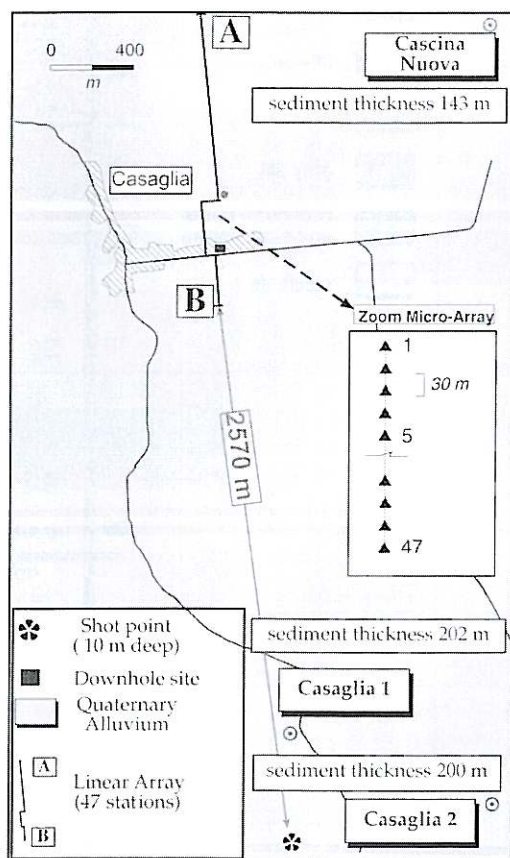 0 400
m
A
Cascina
Nuova
sediment thickness 143 m
Casaglia
B
Zoom Micro-Array
1
30 m
5
47
2570 m
Shot point
( 10 m deep)
Downhole site
Quaternary
Alluvium
A
Linear Array
(47 stations)
B
sediment thickness 202 m
Casaglia 1
sediment thickness 200 m
Casaglia 2